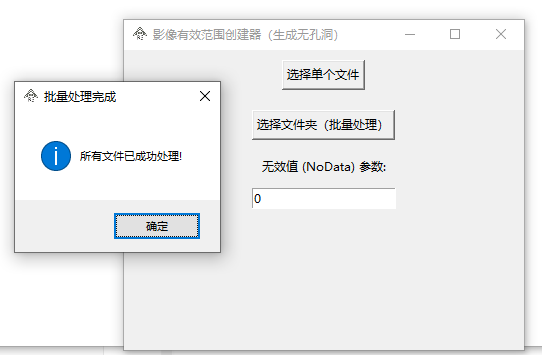 影像有效范围创建器（生成无孔洞）
选择单个文件
选择文件夹（批量处理）
无效值 (NoData) 参数:
0
批量处理完成
所有文件已成功处理!
确定